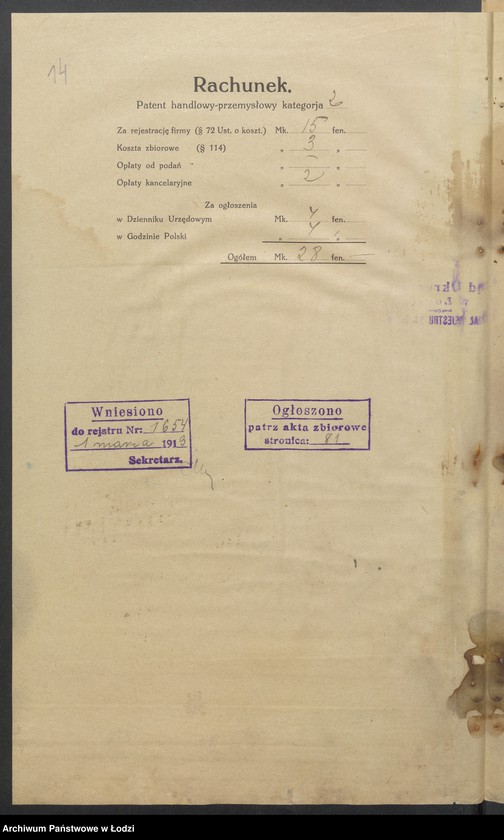 14
Rachunek.
Patent handlowy-przemysłowy kategorja 2
Za rejestrację firmy (§ 72 Ust. o koszt.) Mk. 15 fen.
Koszta zbiorowe (§ 114) „ 3 „
Opłaty od podań „ - „
Opłaty kancelaryjne „ 2 „
Za ogłoszenia
w Dzienniku Urzędowym Mk. 4 fen.
w Godzinie Polski „ 4 „
Ogółem Mk. 28 fen. —
Wniesiono
do rejstru Nr: 1654
1 marca 1918
Sekretarz.
Ogłoszono
patrz akta zbiorowe
stronica: 81
Archiwum Państwowe w Łodzi